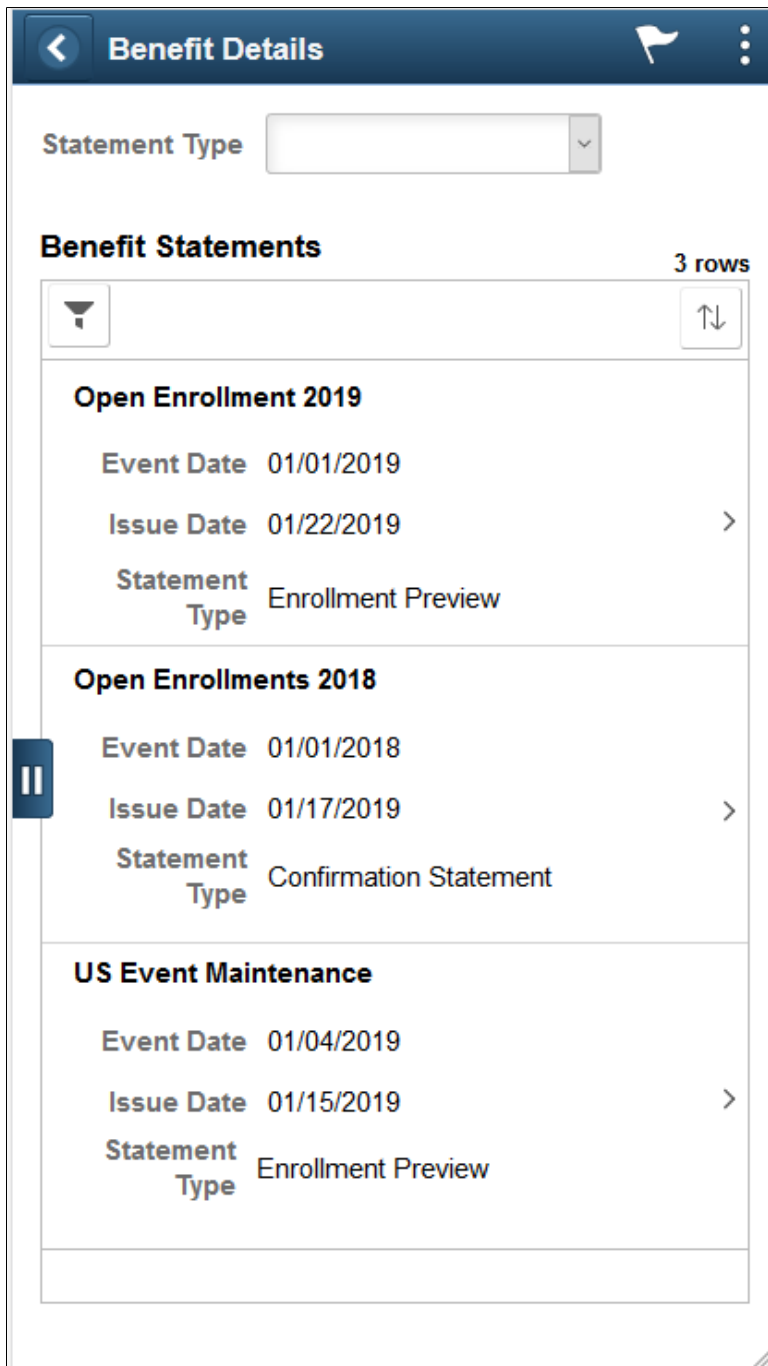 Benefit Details
Statement Type
Benefit Statements
3 rows
Open Enrollment 2019
Event Date 01/01/2019
Issue Date 01/22/2019
Statement
Type Enrollment Preview
Open Enrollments 2018
Event Date 01/01/2018
Issue Date 01/17/2019
Statement
Type Confirmation Statement
US Event Maintenance
Event Date 01/04/2019
Issue Date 01/15/2019
Statement
Type Enrollment Preview